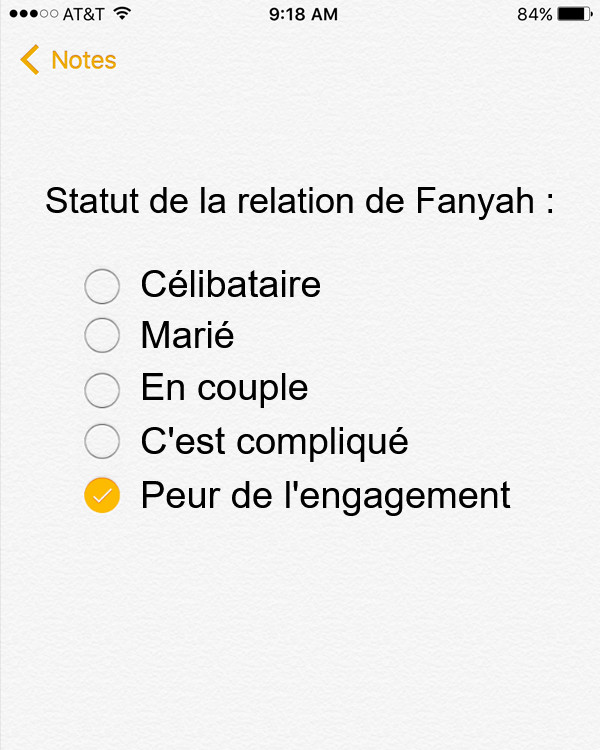 AT&T 9:18 AM 84%
Notes
Statut de la relation de Fanyah :
Célibataire
Marié
En couple
C'est compliqué
Peur de l'engagement